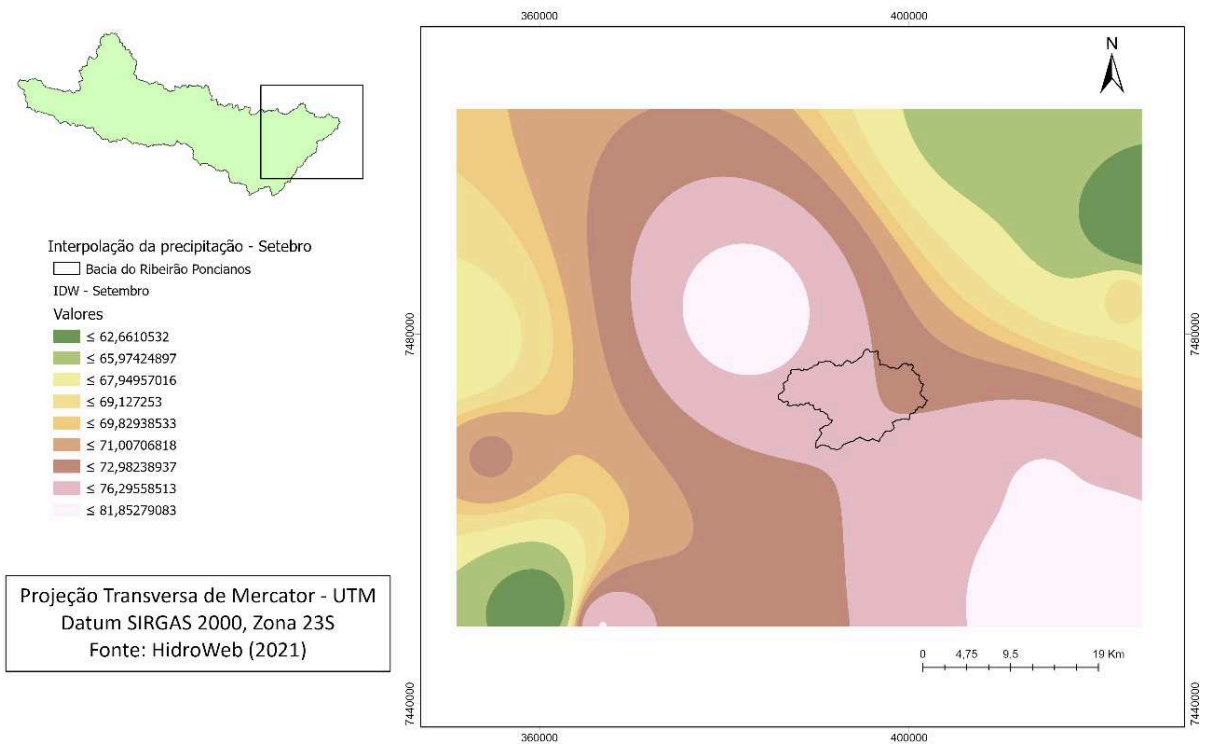 Interpolação da precipitação - Setebro
Bacia do Ribeirão Poncianos
IDW - Setembro
Valores
≤ 62,6610532
≤ 65,97424897
≤ 67,94957016
≤ 69,127253
≤ 69,82938533
≤ 71,00706818
≤ 72,98238937
≤ 76,29558513
≤ 81,85279083
Projeção Transversa de Mercator - UTM
Datum SIRGAS 2000, Zona 23S
Fonte: HidroWeb (2021)
360000
400000
N
7480000
7480000
0 4,75 9,5 19 Km
7440000
7440000
360000
400000